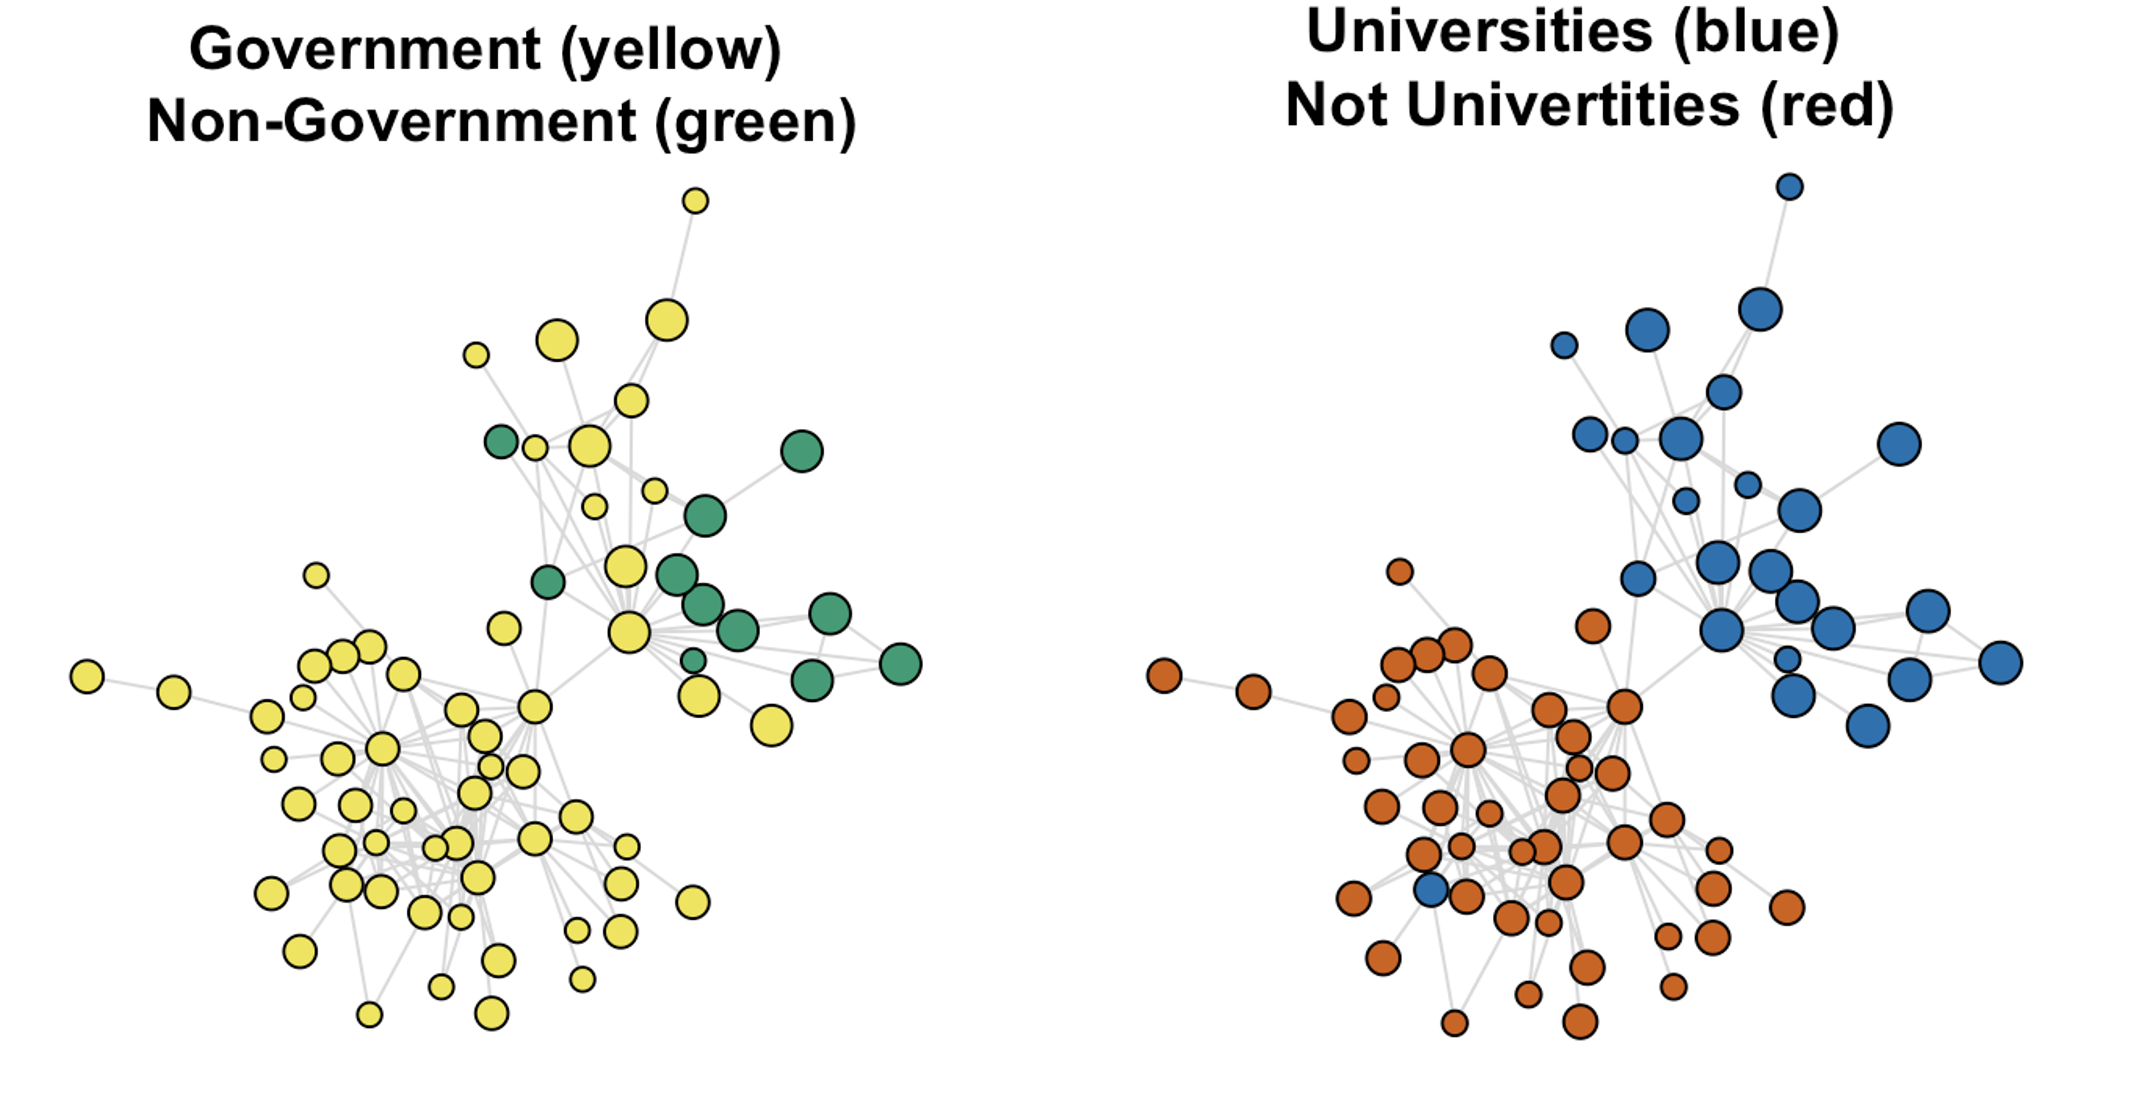 Government (yellow)
Non-Government (green)
Universities (blue)
Not Univertities (red)